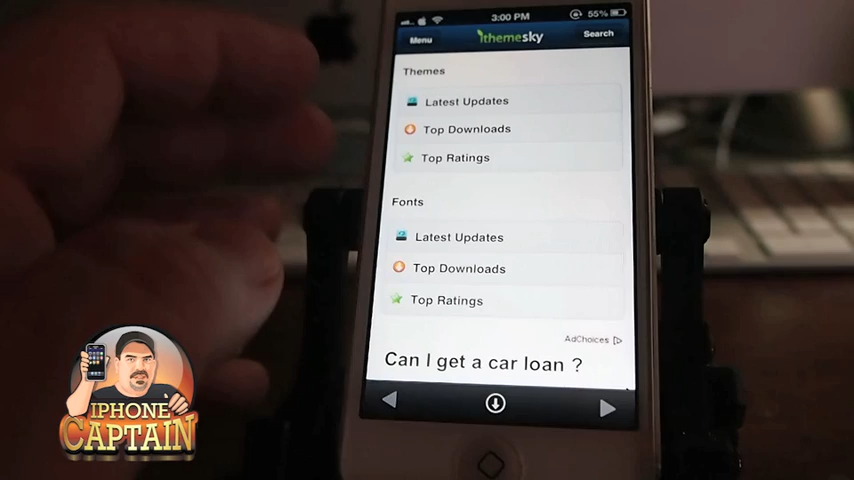 3:00 PM
55%
Menu
ithemesky
Search
Themes
Latest Updates
Top Downloads
Top Ratings
Fonts
Latest Updates
Top Downloads
Top Ratings
AdChoices
Can I get a car loan ?
IPHONE
CAPTAIN